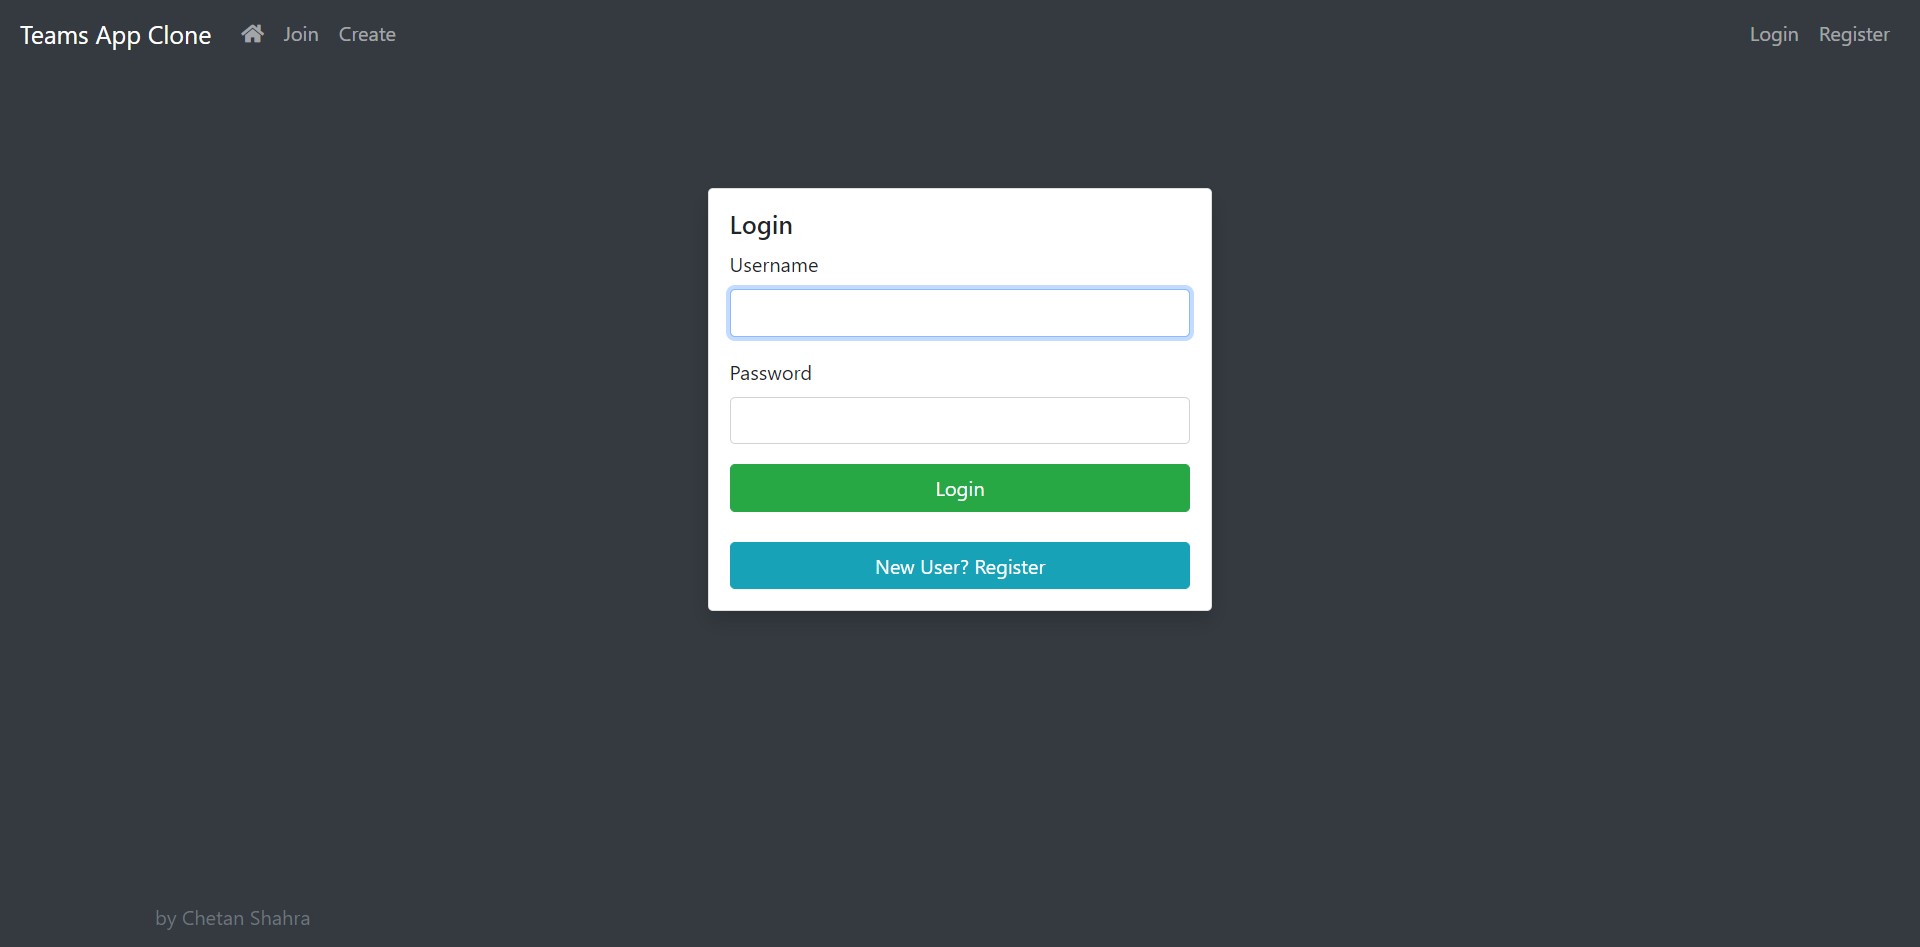 Teams App Clone Join Create Login Register
Login
Username
Password
Login
New User? Register
by Chetan Shahra